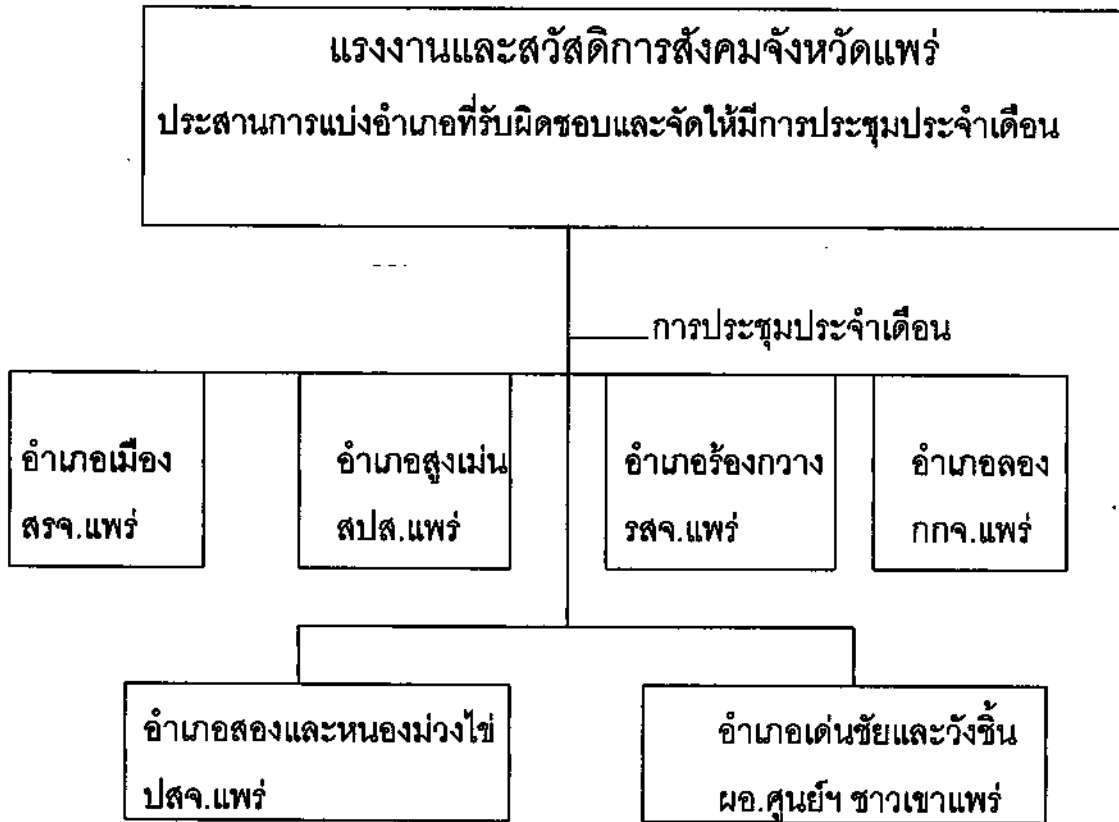 แรงงานและสวัสดิการสังคมจังหวัดแพร่
ประสานการแบ่งอำเภอที่รับผิดชอบและจัดให้มีการประชุมประจำเดือน
การประชุมประจำเดือน
อำเภอเมือง
สรจ.แพร่
อำเภอสูงเม่น
สปส.แพร่
อำเภอร้องกวาง
รสจ.แพร่
อำเภอลอง
กกจ.แพร่
อำเภอสองและหนองม่วงไข่
ปสจ.แพร่
อำเภอเด่นชัยและวังชิ้น
ผอ.ศูนย์ฯ ชาวเขาแพร่